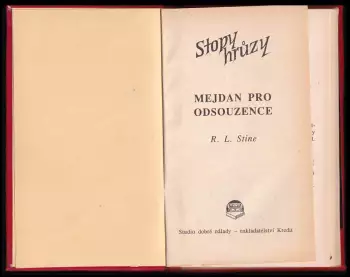 Stopy
hrůzy
MEJDAN PRO
ODSOUZENCE
R. L. Stine
Studio dobré nálady – nakladatelství Kredit